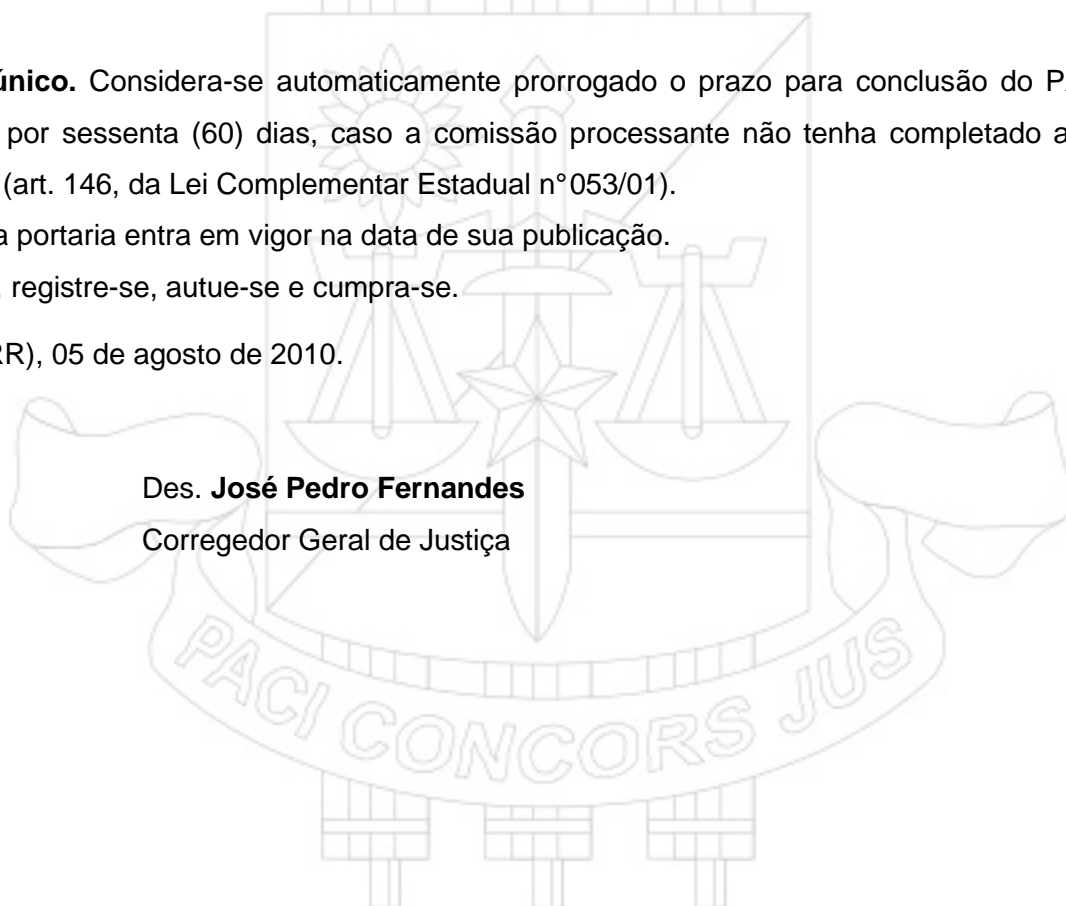 único. Considera-se automaticamente prorrogado o prazo para conclusão do
por sessenta (60) dias, caso a comissão processante não tenha completado a
(art. 146, da Lei Complementar Estadual n° 053/01).
a portaria entra em vigor na data de sua publicação.
registre-se, autue-se e cumpra-se.
RR), 05 de agosto de 2010.
Des. José Pedro Fernandes
Corregedor Geral de Justiça
PACI CONCORS JUS